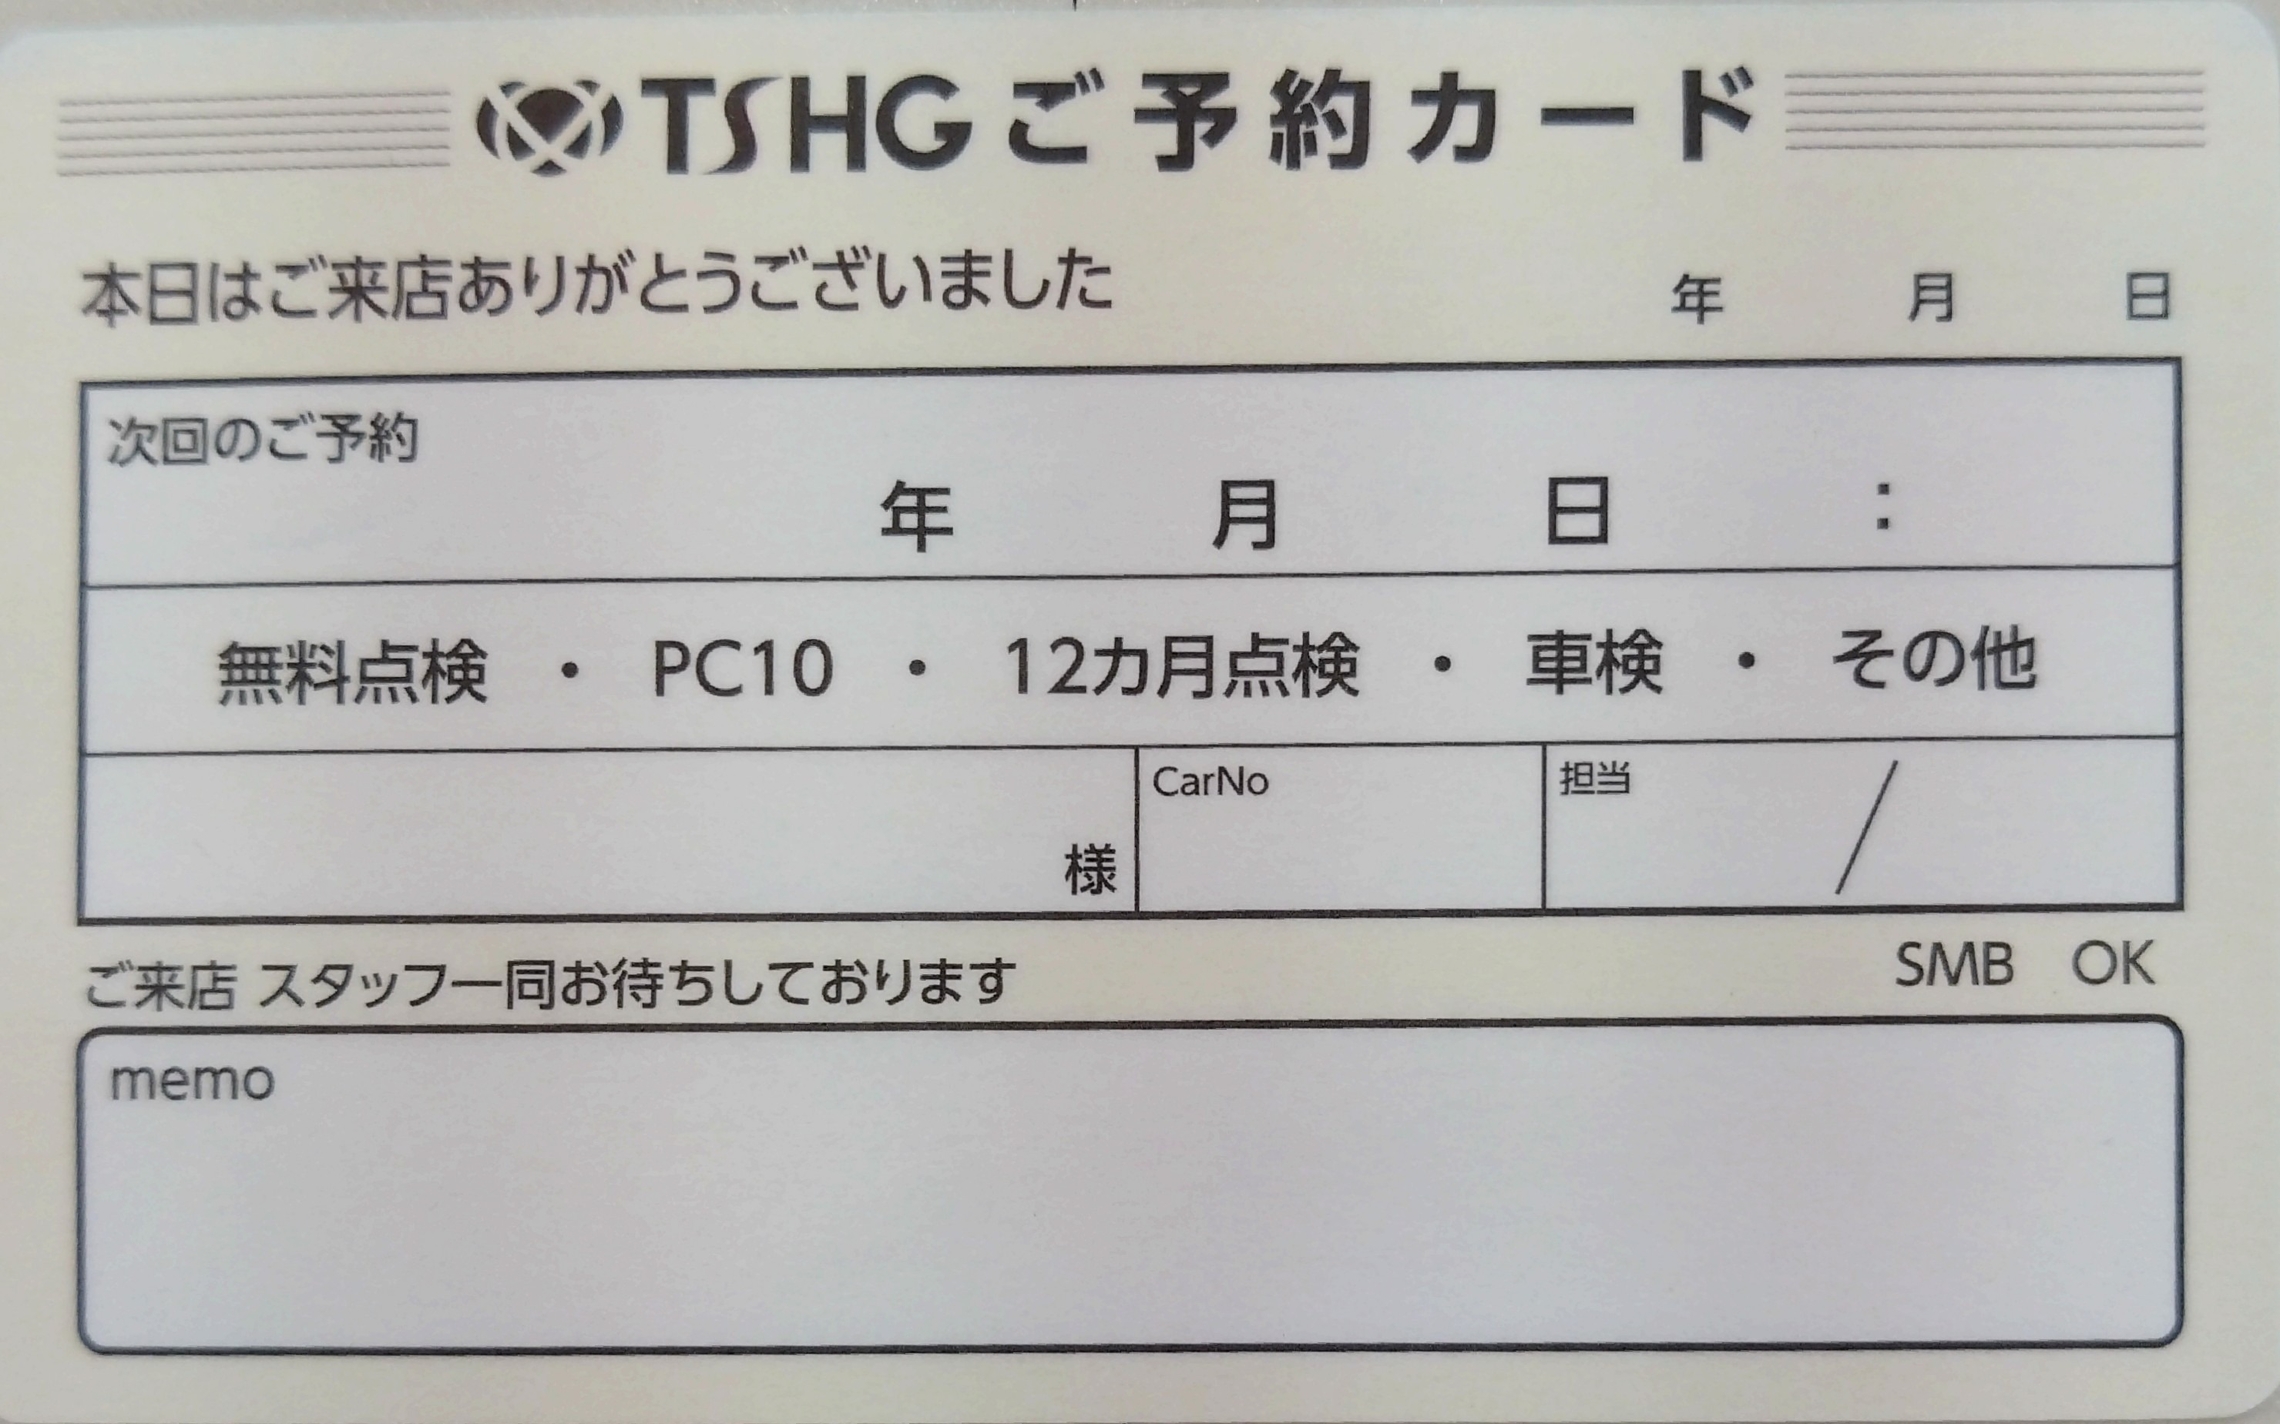 TSHGご予約カード
本日はご来店ありがとうございました
年 月 日
次回のご予約
年 月 日 :
無料点検 ・ PC10 ・ 12カ月点検 ・ 車検 ・ その他
様
CarNo
担当 /
ご来店 スタッフ一同お待ちしております
SMB OK
memo